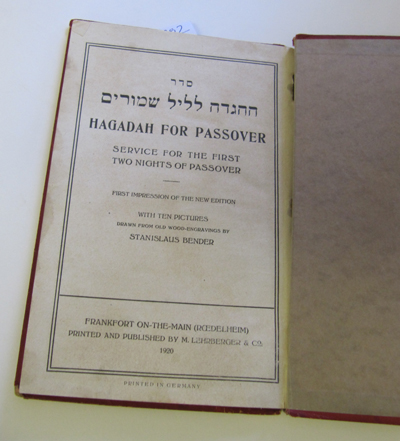 סדר
ההגדה לליל שמורים
HAGADAH FOR PASSOVER
SERVICE FOR THE FIRST
TWO NIGHTS OF PASSOVER
FIRST IMPRESSION OF THE NEW EDITION
WITH TEN PICTURES
DRAWN FROM OLD WOOD-ENGRAVINGS BY
STANISLAUS BENDER
FRANKFORT ON-THE-MAIN (RŒDELHEIM)
PRINTED AND PUBLISHED BY M. LEHRBERGER & Co.
1920
PRINTED IN GERMANY